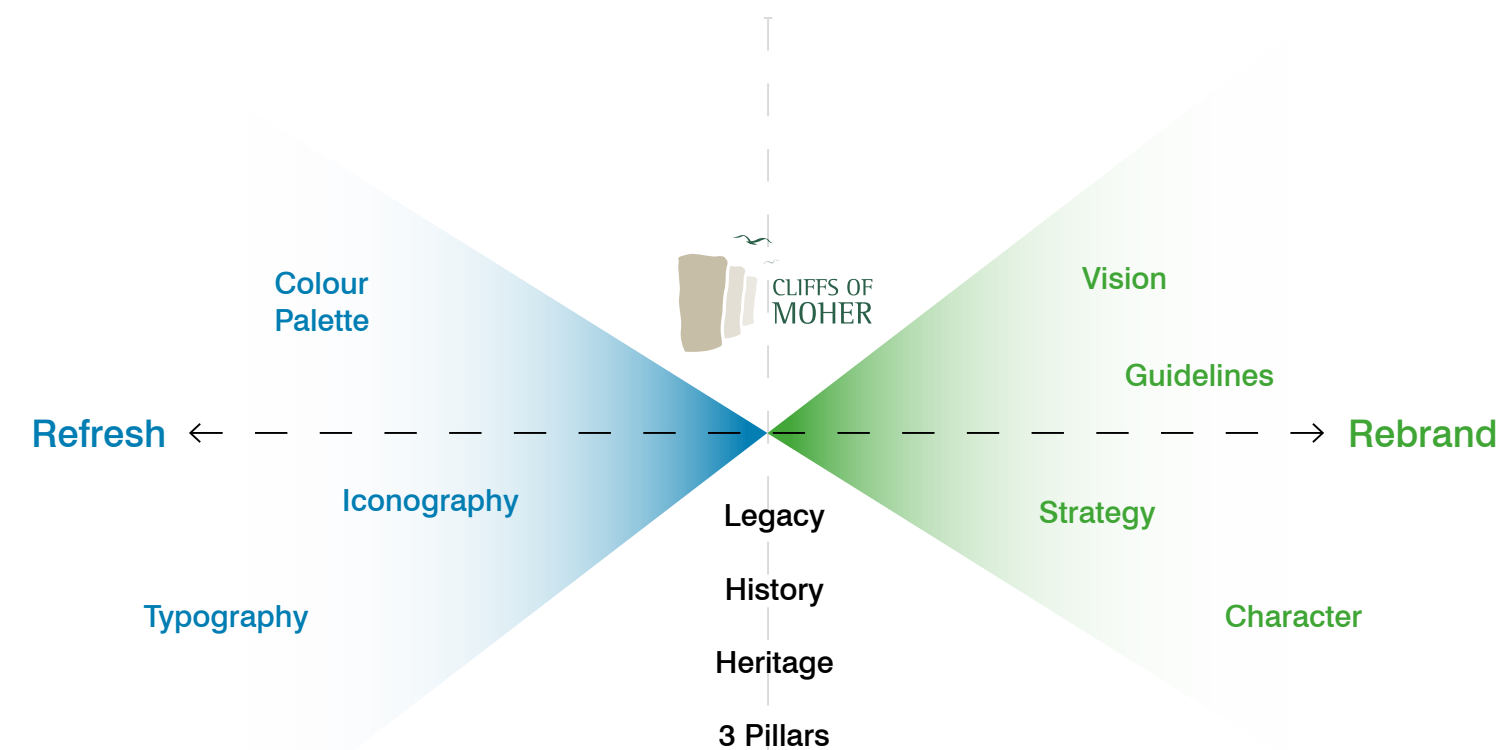 CLIFFS OF
MOHER
Colour
Palette
Vision
Guidelines
Refresh
Rebrand
Iconography
Legacy
Strategy
History
Typography
Character
Heritage
3 Pillars